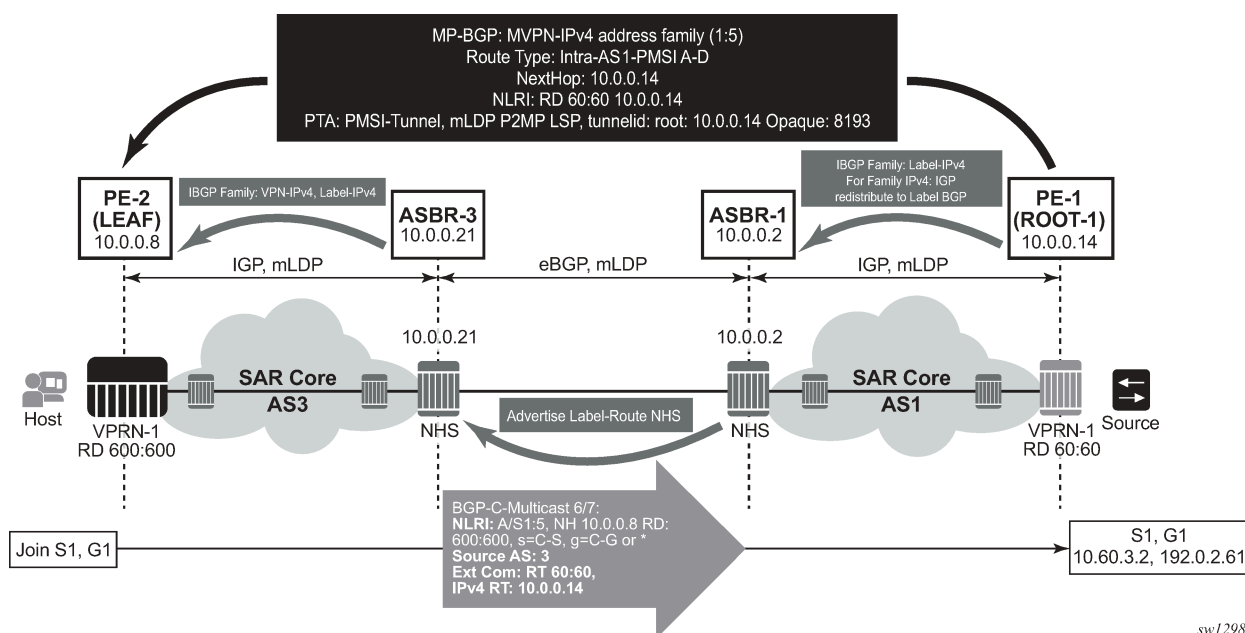 MP-BGP: MVPN-IPv4 address family (1:5)
Route Type: Intra-AS1-PMSI A-D
NextHop: 10.0.0.14
NLRI: RD 60:60 10.0.0.14
PTA: PMSI-Tunnel, mLDP P2MP LSP, tunnelid: root: 10.0.0.14 Opaque: 8193
PE-2
(LEAF)
10.0.0.8
IBGP Family: VPN-IPv4, Label-IPv4
ASBR-3
10.0.0.21
ASBR-1
10.0.0.2
IBGP Family: Label-IPv4
For Family IPv4: IGP
redistribute to Label BGP
PE-1
(ROOT-1)
10.0.0.14
IGP, mLDP
eBGP, mLDP
IGP, mLDP
10.0.0.21
10.0.0.2
Host
VPRN-1
RD 600:600
SAR Core
AS3
NHS
Advertise Label-Route NHS
NHS
SAR Core
AS1
VPRN-1
RD 60:60
Source
Join S1, G1
BGP-C-Multicast 6/7:
NLRI: A/S1:5, NH 10.0.0.8 RD:
600:600, s=C-S, g=C-G or *
Source AS: 3
Ext Com: RT 60:60,
IPv4 RT: 10.0.0.14
S1, G1
10.60.3.2, 192.0.2.61
sw1298